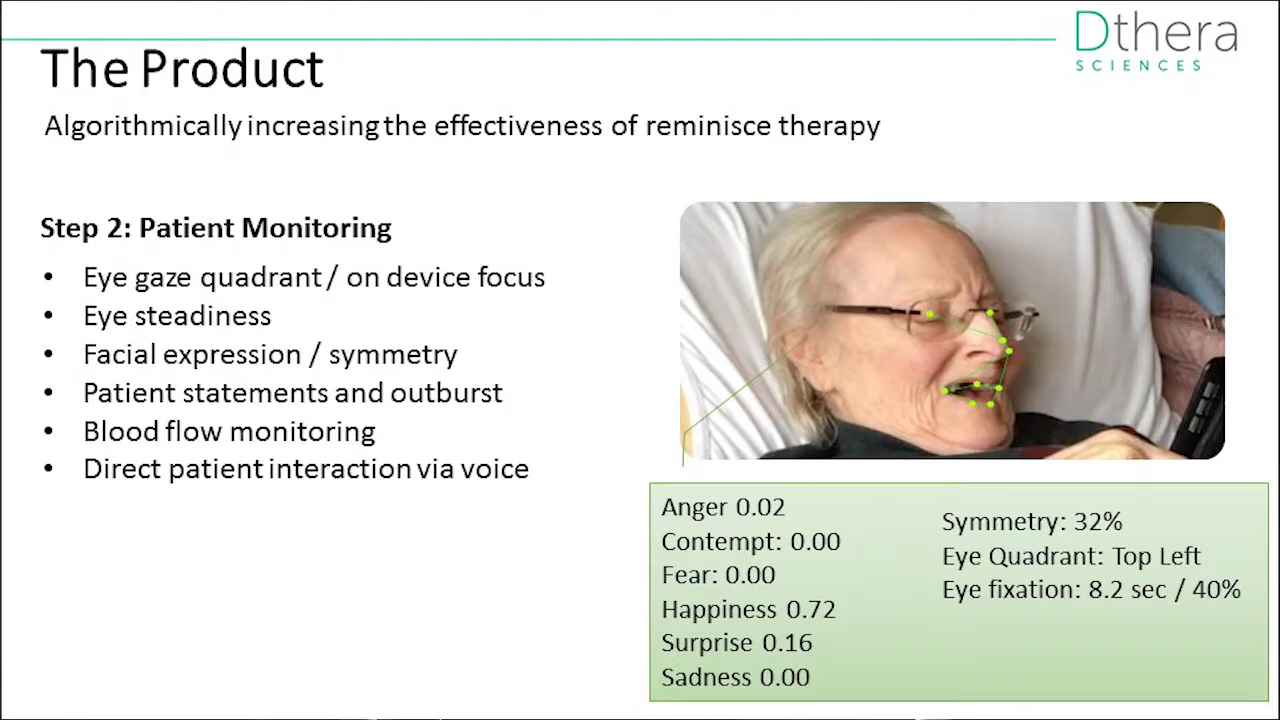 Dthera
SCIENCES
The Product
Algorithmically increasing the effectiveness of reminisce therapy
Step 2: Patient Monitoring
• Eye gaze quadrant / on device focus
• Eye steadiness
• Facial expression / symmetry
• Patient statements and outburst
• Blood flow monitoring
• Direct patient interaction via voice
Anger 0.02
Contempt: 0.00
Fear: 0.00
Happiness 0.72
Surprise 0.16
Sadness 0.00
Symmetry: 32%
Eye Quadrant: Top Left
Eye fixation: 8.2 sec / 40%